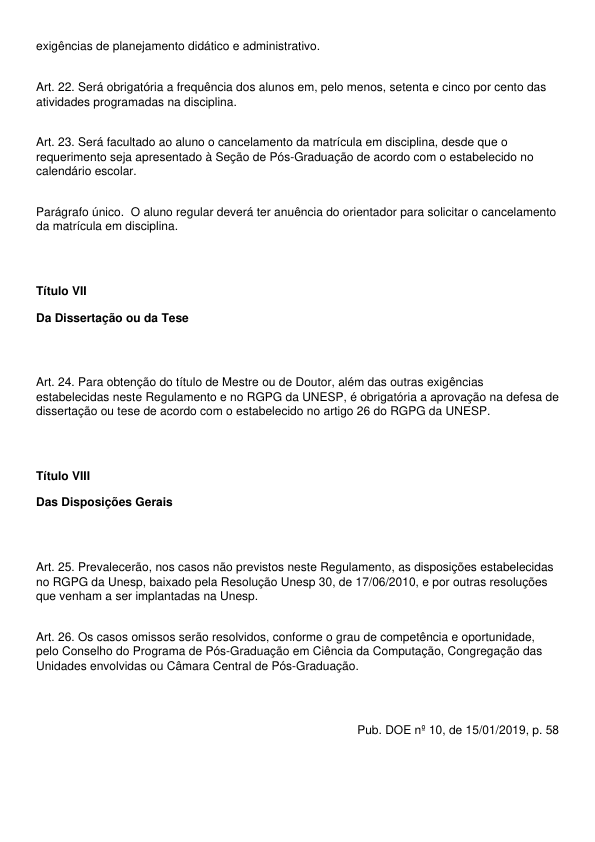 exigências de planejamento didático e administrativo.
Art. 22. Será obrigatória a frequência dos alunos em, pelo menos, setenta e cinco por cento das
atividades programadas na disciplina.
Art. 23. Será facultado ao aluno o cancelamento da matrícula em disciplina, desde que o
requerimento seja apresentado à Seção de Pós-Graduação de acordo com o estabelecido no
calendário escolar.
Parágrafo único.  O aluno regular deverá ter anuência do orientador para solicitar o cancelamento
da matrícula em disciplina.
Título VII
Da Dissertação ou da Tese
Art. 24. Para obtenção do título de Mestre ou de Doutor, além das outras exigências
estabelecidas neste Regulamento e no RGPG da UNESP, é obrigatória a aprovação na defesa de
dissertação ou tese de acordo com o estabelecido no artigo 26 do RGPG da UNESP.
Título VIII
Das Disposições Gerais
Art. 25. Prevalecerão, nos casos não previstos neste Regulamento, as disposições estabelecidas
no RGPG da Unesp, baixado pela Resolução Unesp 30, de 17/06/2010, e por outras resoluções
que venham a ser implantadas na Unesp.
Art. 26. Os casos omissos serão resolvidos, conforme o grau de competência e oportunidade,
pelo Conselho do Programa de Pós-Graduação em Ciência da Computação, Congregação das
Unidades envolvidas ou Câmara Central de Pós-Graduação.
Pub. DOE nº 10, de 15/01/2019, p. 58